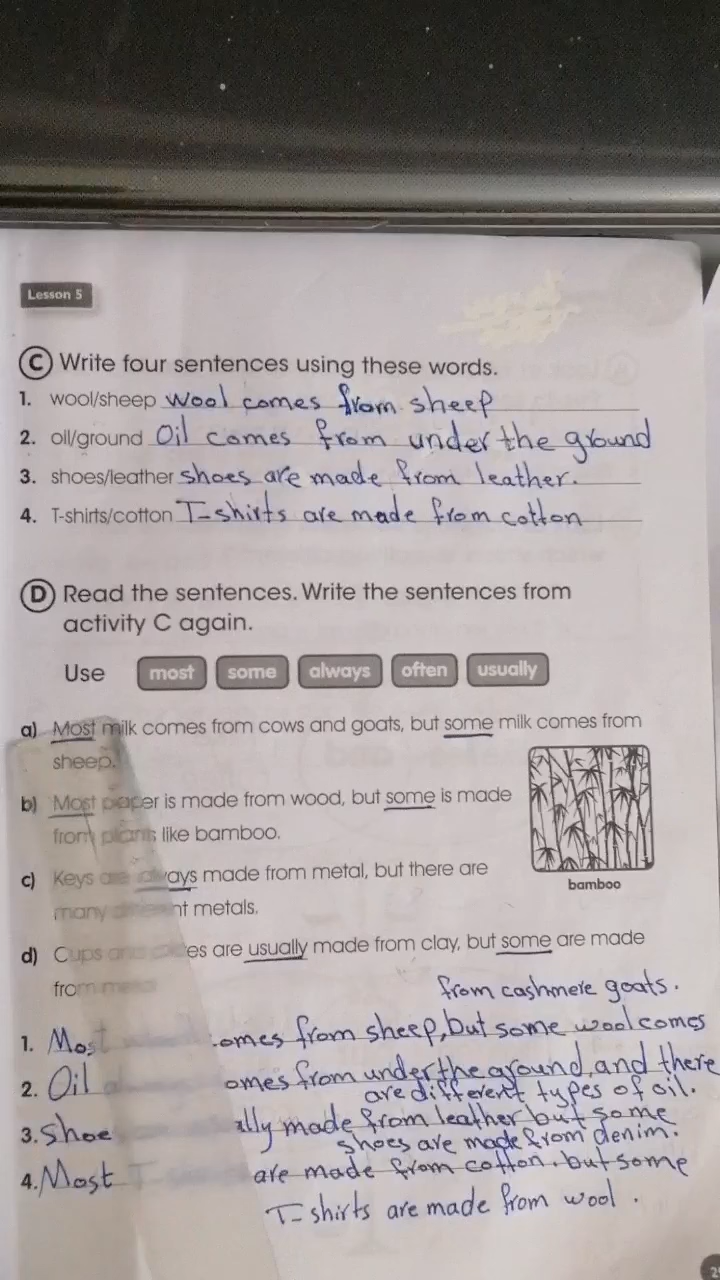 Lesson 5
C Write four sentences using these words.
1. wool/sheep Wool comes from sheep
2. oil/ground Oil comes from under the ground
3. shoes/leather shoes are made from leather.
4. T-shirts/cotton T-shirts are made from cotton
D Read the sentences. Write the sentences from
activity C again.
Use most some always often usually
a) Most milk comes from cows and goats, but some milk comes from
sheep.
b) Most paper is made from wood, but some is made
from plants like bamboo.
c) Keys are always made from metal, but there are
many different metals.
bamboo
d) Cups and are usually made from clay, but some are made
from metal
from cashmere goats.
1. Most comes from sheep, but some wool comes
2. Oil comes from under the ground, and there
are different types of oil.
3. Shoe made from leather but some
shoes are made from denim.
4. Most T are made from cotton. but some
T-shirts are made from wool.